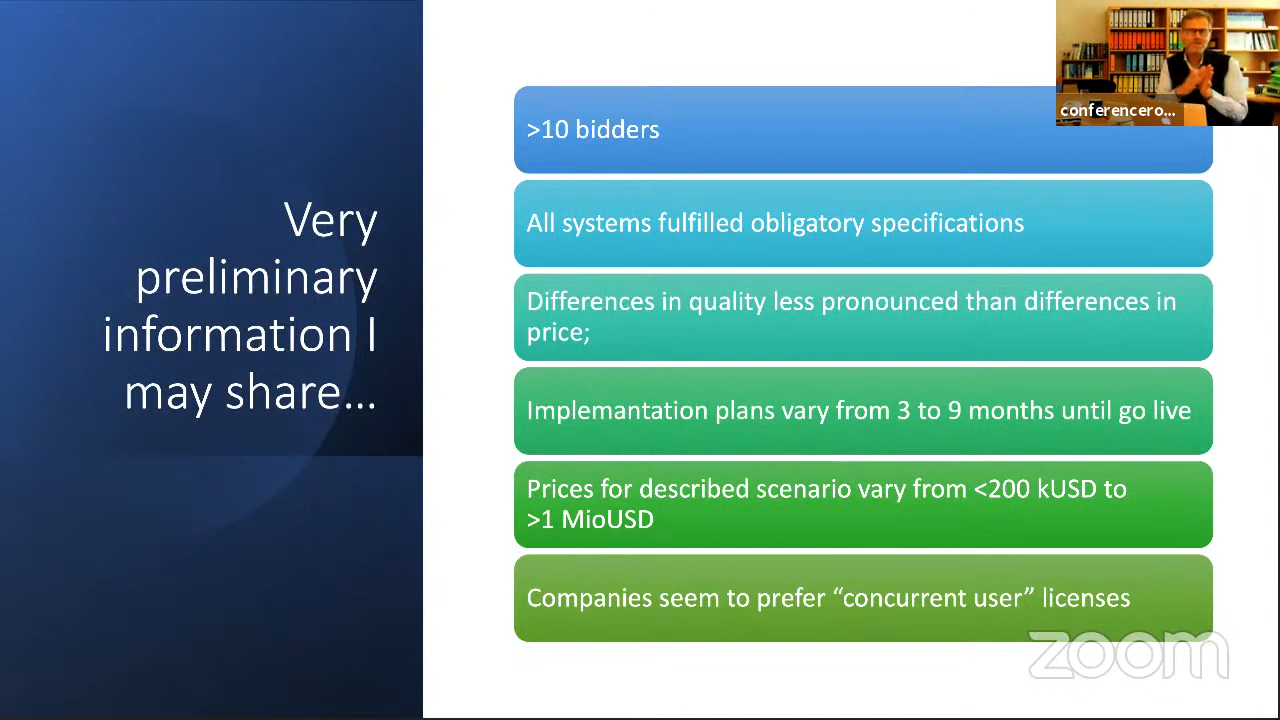 Very
preliminary
information I
may share...
>10 bidders
All systems fulfilled obligatory specifications
Differences in quality less pronounced than differences in
price;
Implemantation plans vary from 3 to 9 months until go live
Prices for described scenario vary from <200 kUSD to
>1 MioUSD
Companies seem to prefer “concurrent user” licenses
conferencero...
zoom